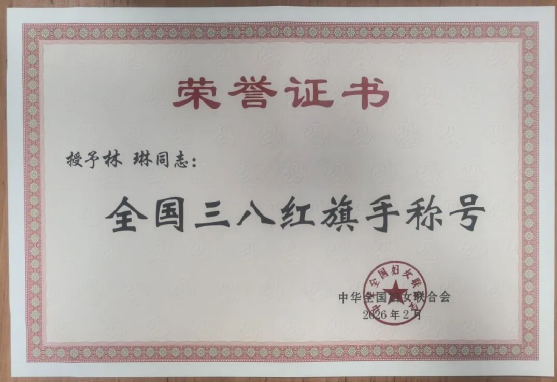 荣誉证书
授予林 琳同志：
全国三八红旗手称号
中华全国妇女联合会
2026年2月